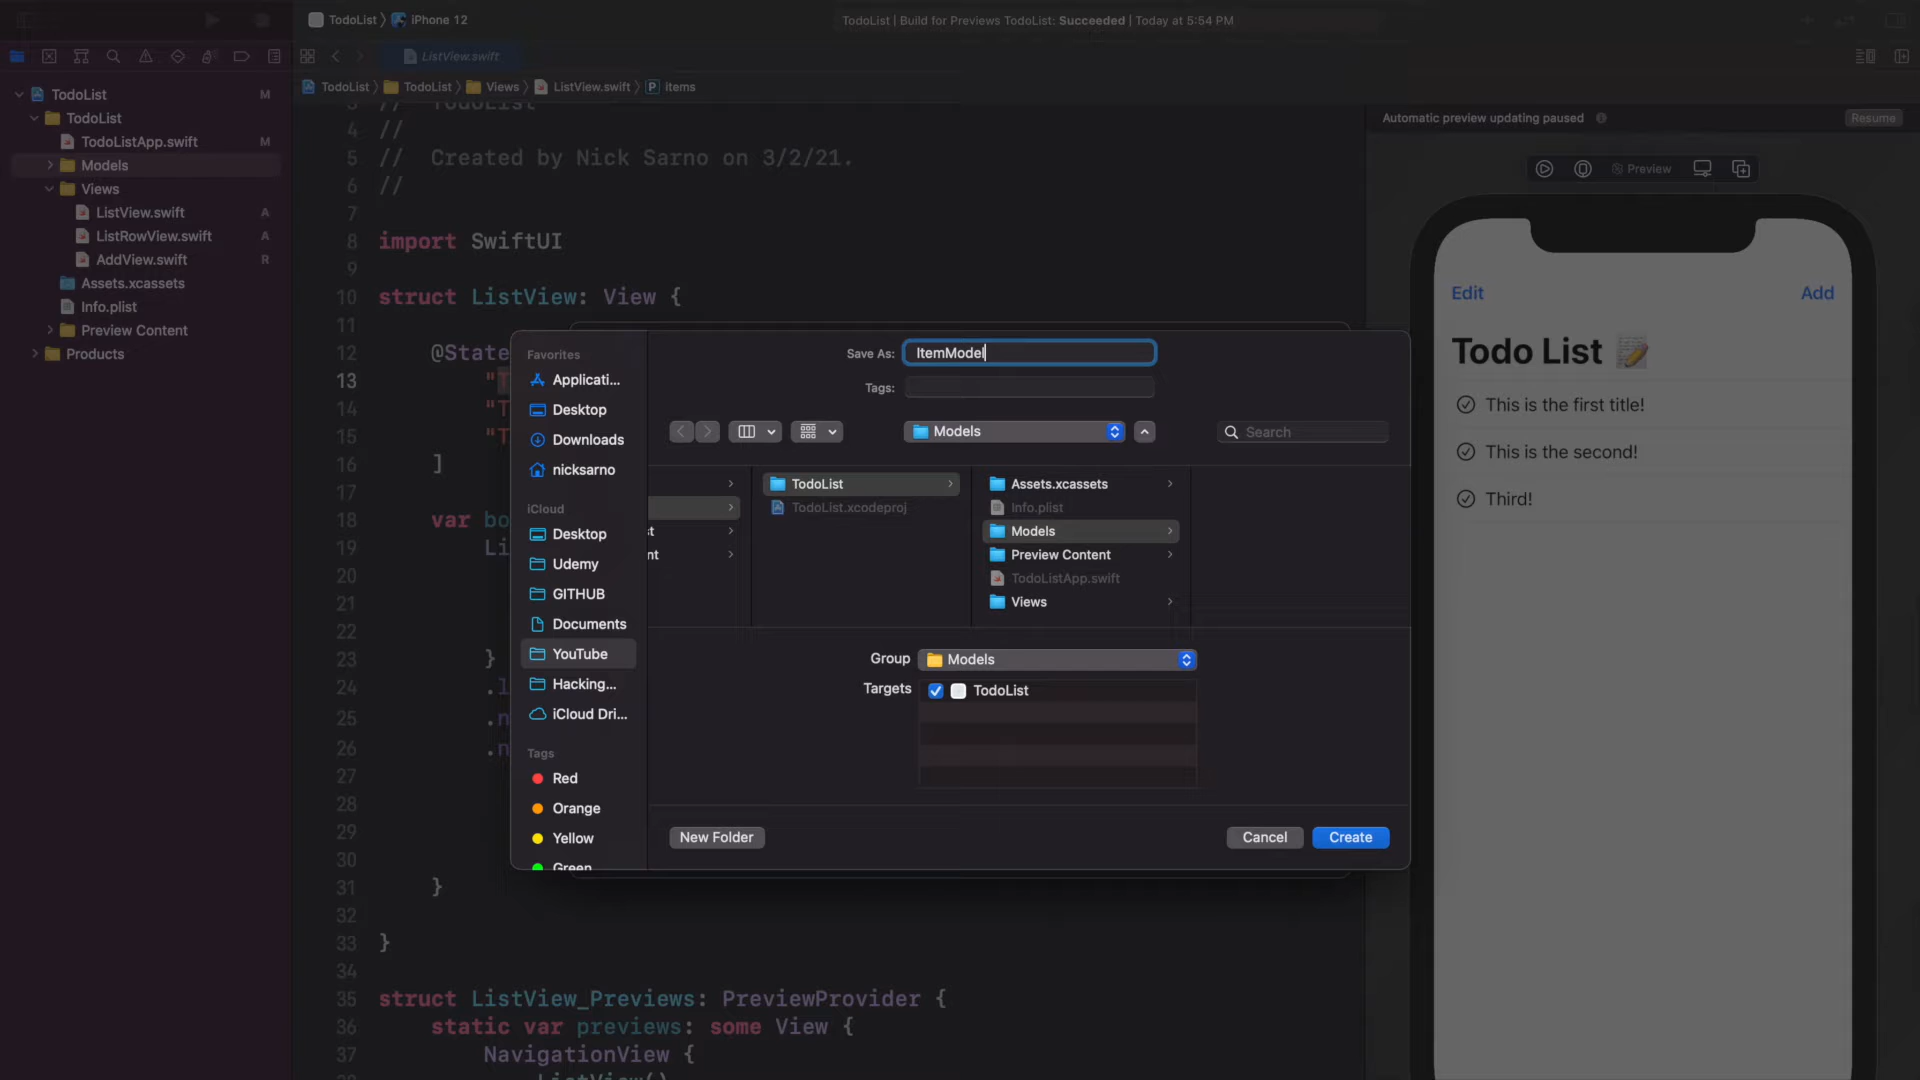 TodoList
iPhone 12
TodoList | Build for Previews TodoList: Succeeded | Today at 5:54 PM
ListView.swift
TodoList
TodoList
Views
ListView.swift
P
items
TodoList
M
TodoList
TodoListApp.swift
M
Models
Views
ListView.swift
A
ListRowView.swift
A
AddView.swift
R
Assets.xcassets
Info.plist
Preview Content
Products
3 // TodoList
4 //
5 // Created by Nick Sarno on 3/2/21.
6 //
7
8 import SwiftUI
9
10 struct ListView: View {
11
12 @State
13
14
15
16 ]
17
18 var bo
19 Li
20
21
22
23 }
24 .l
25 .n
26 .n
27
28
29
30
31 }
32
33 }
34
35 struct ListView_Previews: PreviewProvider {
36 static var previews: some View {
37 NavigationView {
ListView()
Favorites
Applicati...
Desktop
Downloads
nicksarno
iCloud
Desktop
Udemy
GITHUB
Documents
YouTube
Hacking...
iCloud Dri...
Tags
Red
Orange
Yellow
Green
Save As:
ItemModel
Tags:
Models
Search
st
nt
TodoList
TodoList.xcodeproj
Assets.xcassets
Info.plist
Models
Preview Content
TodoListApp.swift
Views
Group
Models
Targets
TodoList
New Folder
Cancel
Create
Automatic preview updating paused
Resume
Preview
Edit
Add
Todo List 📝
This is the first title!
This is the second!
Third!